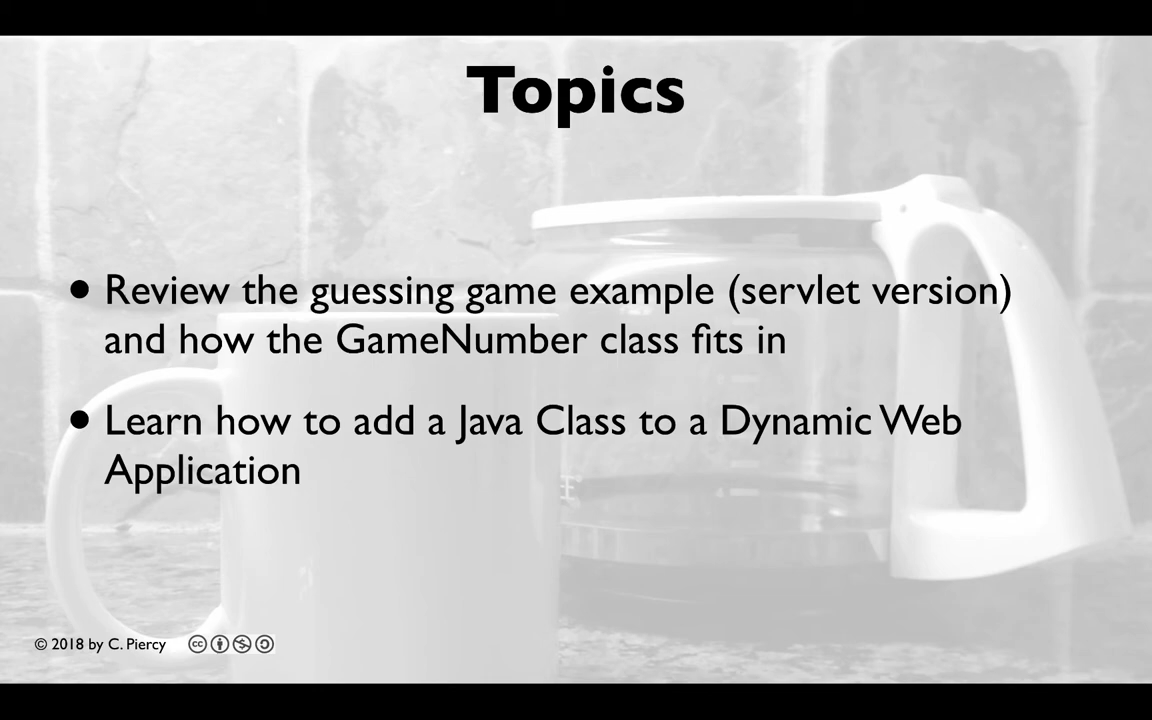 Topics
• Review the guessing game example (servlet version)
and how the GameNumber class fits in
• Learn how to add a Java Class to a Dynamic Web
Application
© 2018 by C. Piercy